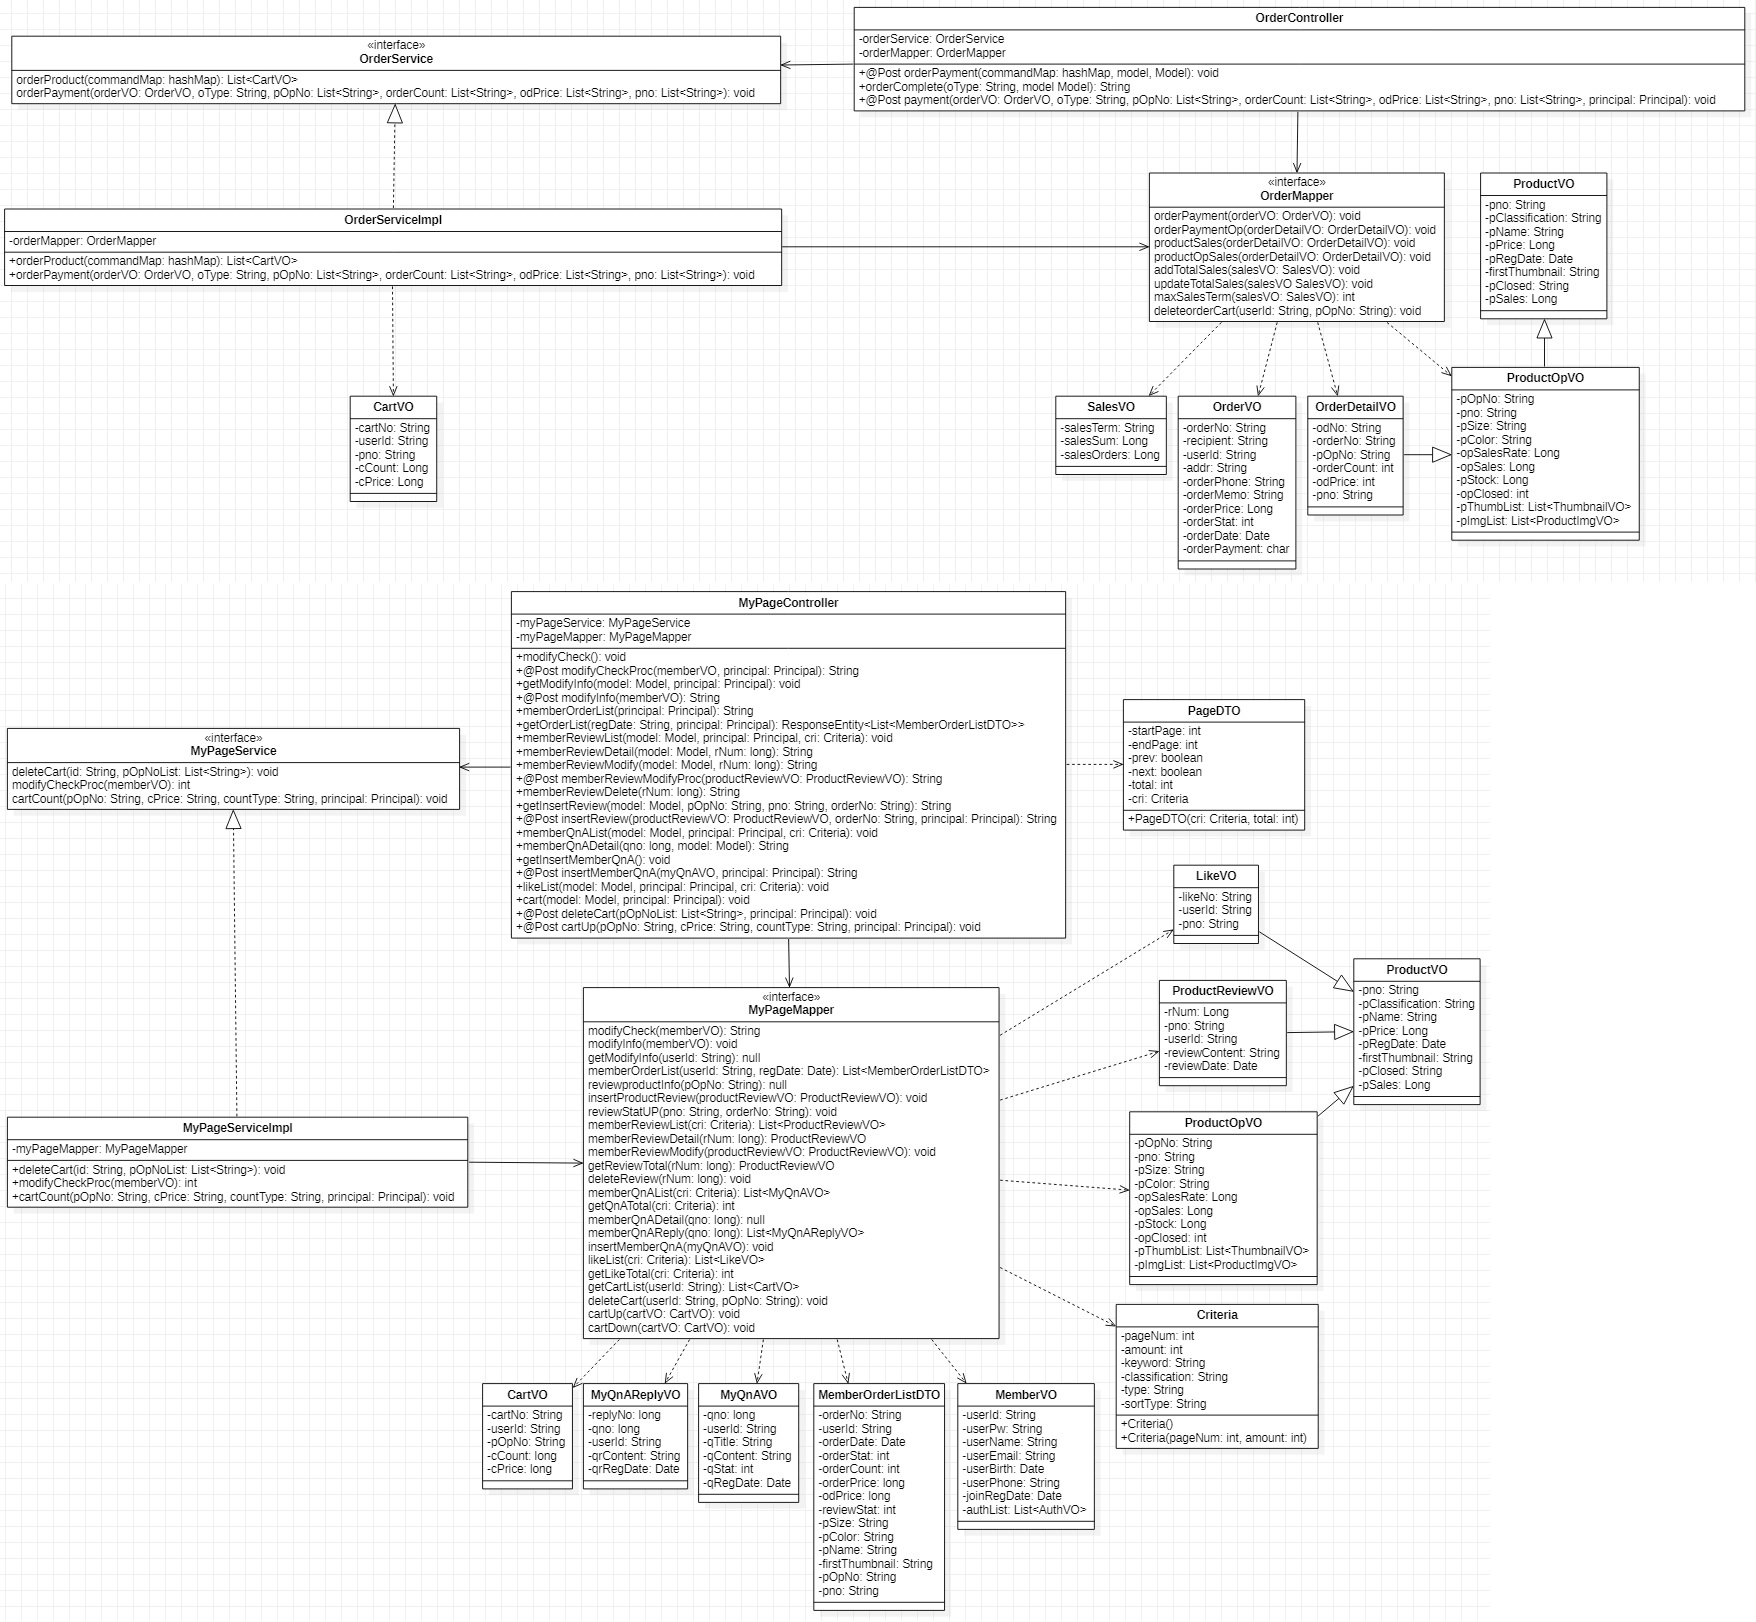 «interface»
OrderService
orderProduct(commandMap: hashMap): List<CartVO>
orderPayment(orderVO: OrderVO, oType: String, pOpNo: List<String>, orderCount: List<String>, odPrice: List<String>, pno: List<String>): void
OrderController
-orderService: OrderService
-orderMapper: OrderMapper
+@Post orderPayment(commandMap: hashMap, model, Model): void
+orderComplete(oType: String, model Model): String
+@Post payment(orderVO: OrderVO, oType: String, pOpNo: List<String>, orderCount: List<String>, odPrice: List<String>, pno: List<String>, principal: Principal): void
OrderServiceImpl
-orderMapper: OrderMapper
+orderProduct(commandMap: hashMap): List<CartVO>
+orderPayment(orderVO: OrderVO, oType: String, pOpNo: List<String>, orderCount: List<String>, odPrice: List<String>, pno: List<String>): void
«interface»
OrderMapper
orderPayment(orderVO: OrderVO): void
orderPaymentOp(orderDetailVO: OrderDetailVO): void
productSales(orderDetailVO: OrderDetailVO): void
productOpSales(orderDetailVO: OrderDetailVO): void
addTotalSales(salesVO: SalesVO): void
updateTotalSales(salesVO SalesVO): void
maxSalesTerm(salesVO: SalesVO): int
deleteorderCart(userId: String, pOpNo: String): void
ProductVO
-pno: String
-pClassification: String
-pName: String
-pPrice: Long
-pRegDate: Date
-firstThumbnail: String
-pClosed: String
-pSales: Long
CartVO
-cartNo: String
-userId: String
-pno: String
-cCount: Long
-cPrice: Long
SalesVO
-salesTerm: String
-salesSum: Long
-salesOrders: Long
OrderVO
-orderNo: String
-recipient: String
-userId: String
-addr: String
-orderPhone: String
-orderMemo: String
-orderPrice: Long
-orderStat: int
-orderDate: Date
-orderPayment: char
OrderDetailVO
-odNo: String
-orderNo: String
-pOpNo: String
-orderCount: int
-odPrice: int
-pno: String
ProductOpVO
-pOpNo: String
-pno: String
-pSize: String
-pColor: String
-opSalesRate: Long
-opSales: Long
-pStock: Long
-opClosed: int
-pThumbList: List<ThumbnailVO>
-pImgList: List<ProductImgVO>
MyPageController
-myPageService: MyPageService
-myPageMapper: MyPageMapper
+modifyCheck(): void
+@Post modifyCheckProc(memberVO, principal: Principal): String
+getModifyInfo(model: Model, principal: Principal): void
+@Post modifyInfo(memberVO): String
+memberOrderList(principal: Principal): String
+getOrderList(regDate: String, principal: Principal): ResponseEntity<List<MemberOrderListDTO>>
+memberReviewList(model: Model, principal: Principal, cri: Criteria): void
+memberReviewDetail(model: Model, rNum: long): String
+memberReviewModify(model: Model, rNum: long): String
+@Post memberReviewModifyProc(productReviewVO: ProductReviewVO): String
+memberReviewDelete(rNum: long): String
+getInsertReview(model: Model, pOpNo: String, pno: String, orderNo: String): String
+@Post insertReview(productReviewVO: ProductReviewVO, orderNo: String, principal: Principal): String
+memberQnAList(model: Model, principal: Principal, cri: Criteria): void
+memberQnADetail(qno: long, model: Model): String
+getInsertMemberQnA(): void
+@Post insertMemberQnA(myQnAVO, principal: Principal): String
+likeList(model: Model, principal: Principal, cri: Criteria): void
+cart(model: Model, principal: Principal): void
+@Post deleteCart(pOpNoList: List<String>, principal: Principal): void
+@Post cartUp(pOpNo: String, cPrice: String, countType: String, principal: Principal): void
«interface»
MyPageService
deleteCart(id: String, pOpNoList: List<String>): void
modifyCheckProc(memberVO): int
cartCount(pOpNo: String, cPrice: String, countType: String, principal: Principal): void
PageDTO
-startPage: int
-endPage: int
-prev: boolean
-next: boolean
-total: int
-cri: Criteria
+PageDTO(cri: Criteria, total: int)
LikeVO
-likeNo: String
-userId: String
-pno: String
ProductVO
-pno: String
-pClassification: String
-pName: String
-pPrice: Long
-pRegDate: Date
-firstThumbnail: String
-pClosed: String
-pSales: Long
ProductReviewVO
-rNum: Long
-pno: String
-userId: String
-reviewContent: String
-reviewDate: Date
«interface»
MyPageMapper
modifyCheck(memberVO): String
modifyInfo(memberVO): void
getModifyInfo(userId: String): null
memberOrderList(userId: String, regDate: Date): List<MemberOrderListDTO>
reviewproductInfo(pOpNo: String): null
insertProductReview(productReviewVO: ProductReviewVO): void
reviewStatUP(pno: String, orderNo: String): void
memberReviewList(cri: Criteria): List<ProductReviewVO>
memberReviewDetail(rNum: long): ProductReviewVO
memberReviewModify(productReviewVO: ProductReviewVO): void
getReviewTotal(rNum: long): ProductReviewVO
deleteReview(rNum: long): void
memberQnAList(cri: Criteria): List<MyQnAVO>
getQnATotal(cri: Criteria): int
memberQnADetail(qno: long): null
memberQnAReply(qno: long): List<MyQnAReplyVO>
insertMemberQnA(myQnAVO): void
likeList(cri: Criteria): List<LikeVO>
getLikeTotal(cri: Criteria): int
getCartList(userId: String): List<CartVO>
deleteCart(userId: String, pOpNo: String): void
cartUp(cartVO: CartVO): void
cartDown(cartVO: CartVO): void
MyPageServiceImpl
-myPageMapper: MyPageMapper
+deleteCart(id: String, pOpNoList: List<String>): void
+modifyCheckProc(memberVO): int
+cartCount(pOpNo: String, cPrice: String, countType: String, principal: Principal): void
ProductOpVO
-pOpNo: String
-pno: String
-pSize: String
-pColor: String
-opSalesRate: Long
-opSales: Long
-pStock: Long
-opClosed: int
-pThumbList: List<ThumbnailVO>
-pImgList: List<ProductImgVO>
Criteria
-pageNum: int
-amount: int
-keyword: String
-classification: String
-type: String
-sortType: String
+Criteria()
+Criteria(pageNum: int, amount: int)
CartVO
-cartNo: String
-userId: String
-pOpNo: String
-cCount: long
-cPrice: long
MyQnAReplyVO
-replyNo: long
-qno: long
-userId: String
-qrContent: String
-qrRegDate: Date
MyQnAVO
-qno: long
-userId: String
-qTitle: String
-qContent: String
-qStat: int
-qRegDate: Date
MemberOrderListDTO
-orderNo: String
-userId: String
-orderDate: Date
-orderStat: int
-orderCount: int
-orderPrice: long
-odPrice: long
-reviewStat: int
-pSize: String
-pColor: String
-pName: String
-firstThumbnail: String
-pOpNo: String
-pno: String
MemberVO
-userId: String
-userPw: String
-userName: String
-userEmail: String
-userBirth: Date
-userPhone: String
-joinRegDate: Date
-authList: List<AuthVO>